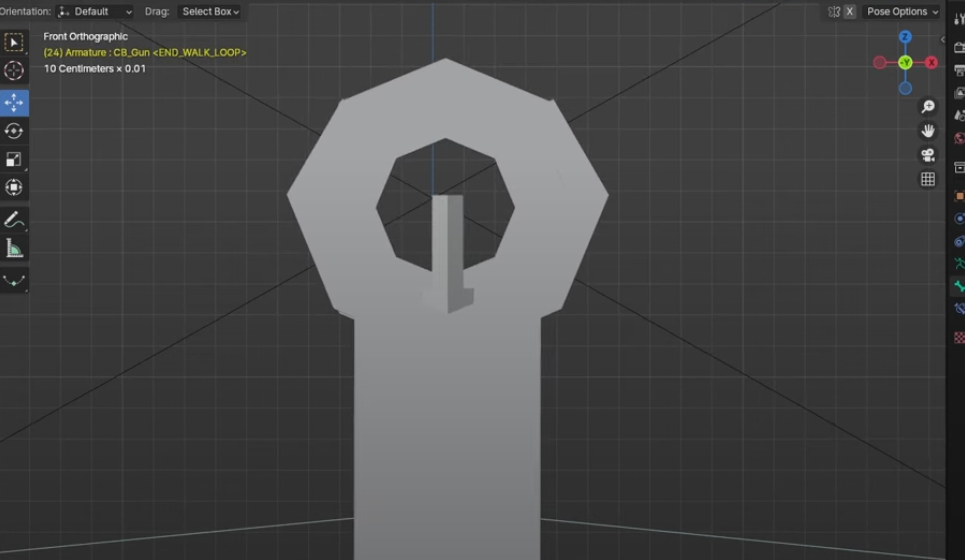 Orientation: Default Drag: Select Box X Pose Options
Front Orthographic
(24) Armature : CB_Gun <END_WALK_LOOP>
10 Centimeters × 0.01
Z
-Y X